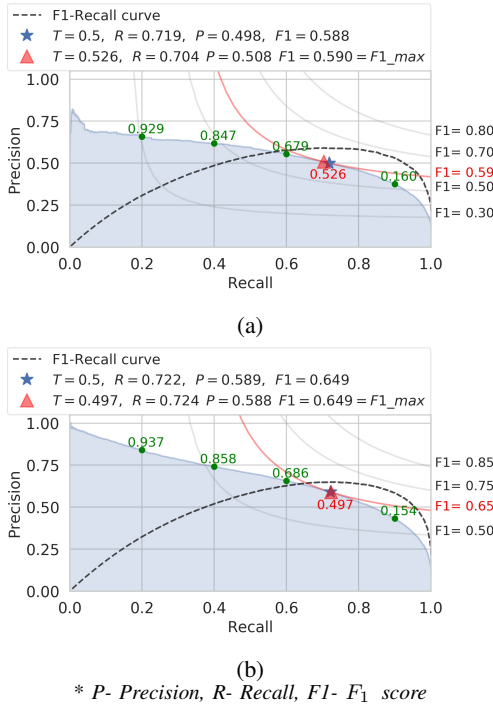 F1-Recall curve
T = 0.5, R = 0.719, P = 0.498, F1 = 0.588
T = 0.526, R = 0.704 P = 0.508 F1 = 0.590 = F1_max
1.00
0.75
0.50
0.25
0.00
Precision
0.929
0.847
0.679
0.526
0.160
F1= 0.80
F1= 0.70
F1= 0.59
F1= 0.50
F1= 0.30
0.0 0.2 0.4 0.6 0.8 1.0
Recall
(a)
F1-Recall curve
T = 0.5, R = 0.722, P = 0.589, F1 = 0.649
T = 0.497, R = 0.724 P = 0.588 F1 = 0.649 = F1_max
1.00
0.75
0.50
0.25
0.00
Precision
0.937
0.858
0.686
0.497
0.154
F1= 0.85
F1= 0.75
F1= 0.65
F1= 0.50
0.0 0.2 0.4 0.6 0.8 1.0
Recall
(b)
* P- Precision, R- Recall, F1- F₁ score